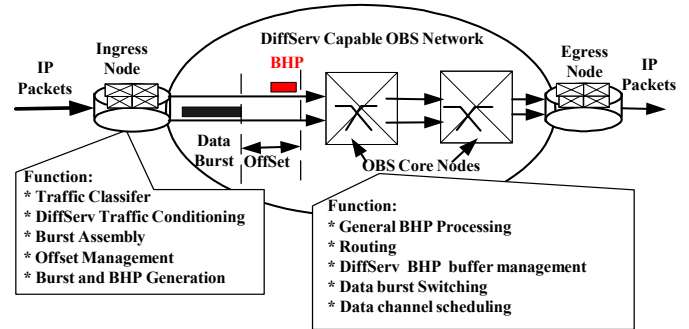 DiffServ Capable OBS Network
Ingress
Node
Egress
Node
IP
Packets
BHP
IP
Packets
Data
Burst
OffSet
OBS Core Nodes
Function:
* Traffic Classifer
* DiffServ Traffic Conditioning
* Burst Assembly
* Offset Management
* Burst and BHP Generation
Function:
* General BHP Processing
* Routing
* DiffServ BHP buffer management
* Data burst Switching
* Data channel scheduling